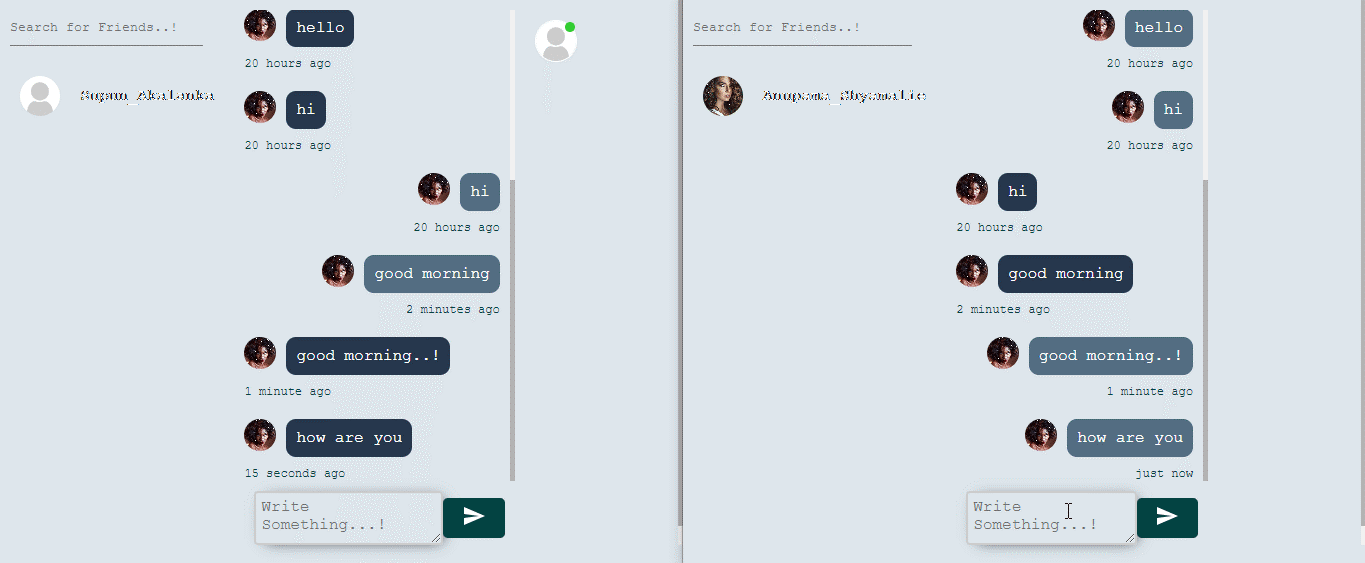 Search for Friends..!
hello
20 hours ago
hi
20 hours ago
hi
20 hours ago
good morning
2 minutes ago
good morning..!
1 minute ago
how are you
15 seconds ago
Write
Something...!
Search for Friends..!
hello
20 hours ago
hi
20 hours ago
hi
20 hours ago
good morning
2 minutes ago
good morning..!
1 minute ago
how are you
just now
Write
Something...!